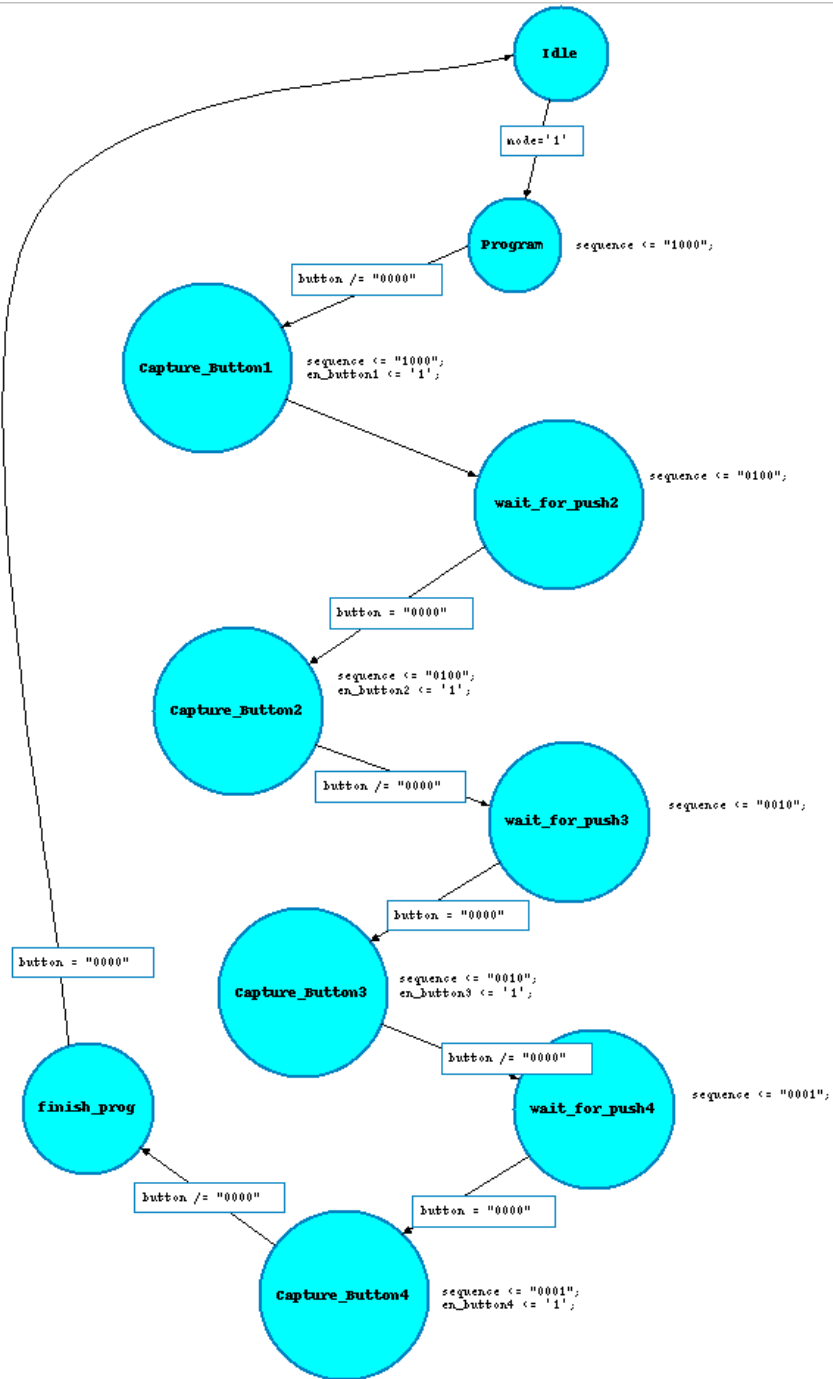 Idle
mode='1'
Program
sequence <= "1000";
button /= "0000"
Capture_Button1
sequence <= "1000";
en_button1 <= '1';
wait_for_push2
sequence <= "0100";
button = "0000"
Capture_Button2
sequence <= "0100";
en_button2 <= '1';
button /= "0000"
wait_for_push3
sequence <= "0010";
button = "0000"
button = "0000"
Capture_Button3
sequence <= "0010";
en_button3 <= '1';
button /= "0000"
wait_for_push4
sequence <= "0001";
finish_prog
button /= "0000"
button = "0000"
Capture_Button4
sequence <= "0001";
en_button4 <= '1';